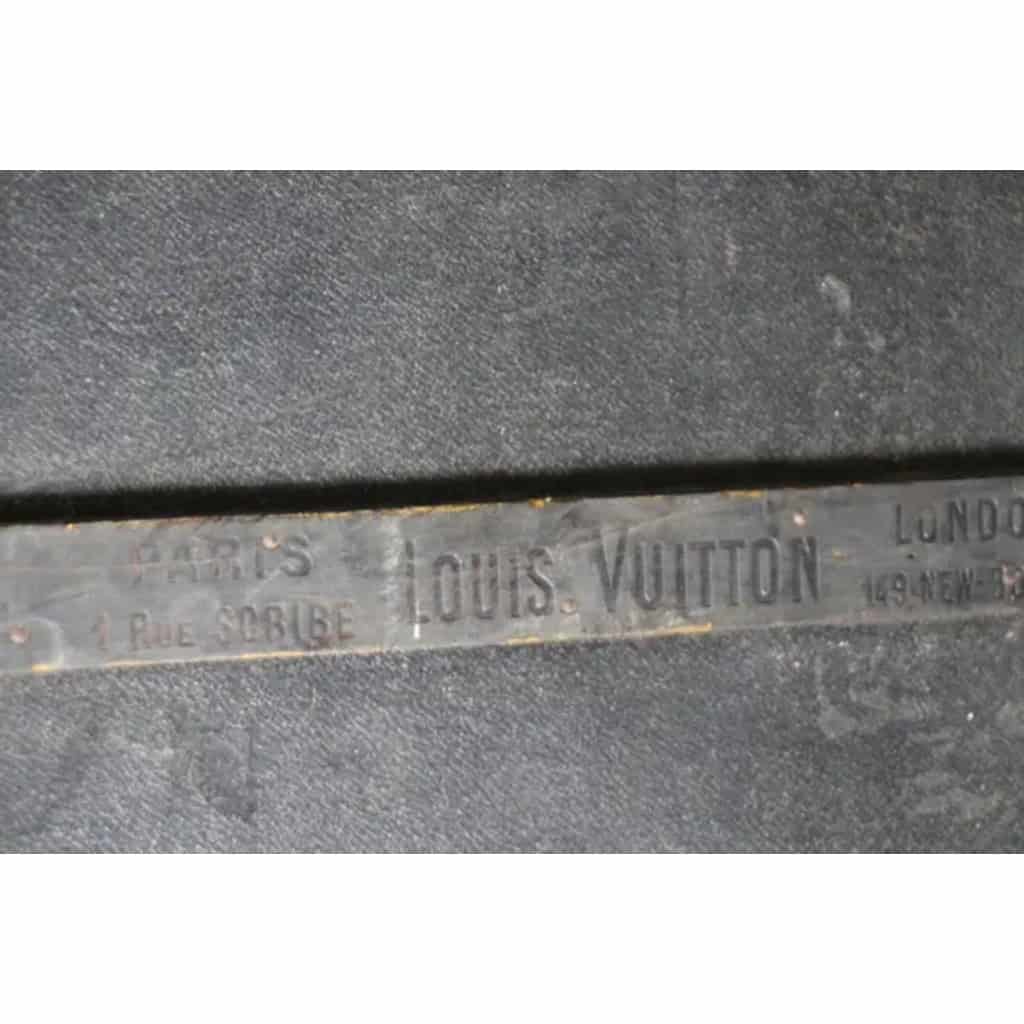 PARIS
1 RUE SCRIBE
LOUIS VUITTON
LONDO
149 NEW-